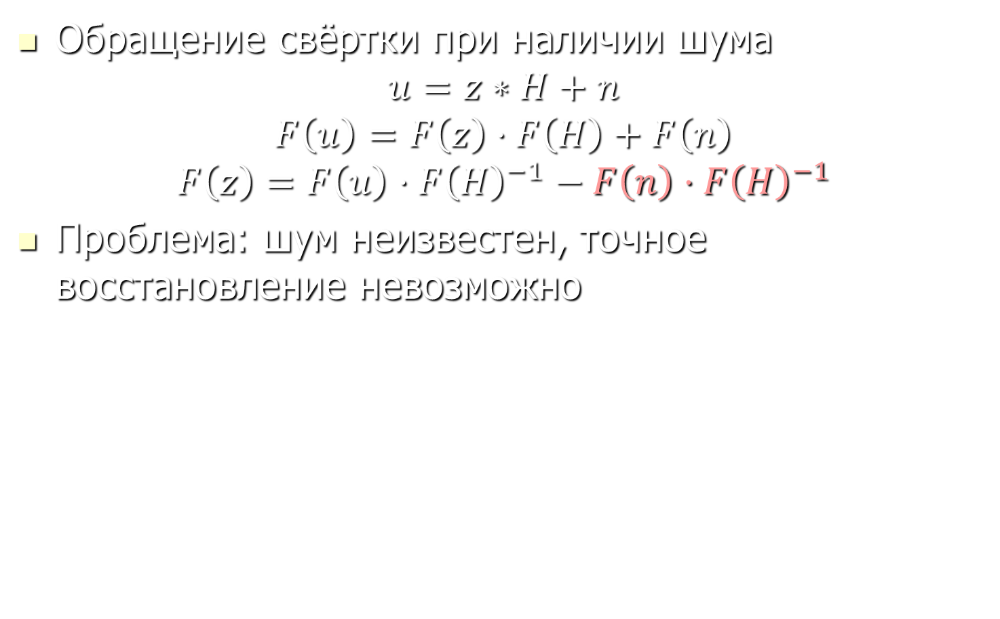 Обращение свёртки при наличии шума
𝑢 = 𝑧 ∗ 𝐻 + 𝑛
𝐹(𝑢) = 𝐹(𝑧) · 𝐹(𝐻) + 𝐹(𝑛)
𝐹(𝑧) = 𝐹(𝑢) · 𝐹(𝐻)⁻¹ − 𝑭(𝒏) · 𝑭(𝑯)⁻¹
Проблема: шум неизвестен, точное
восстановление невозможно